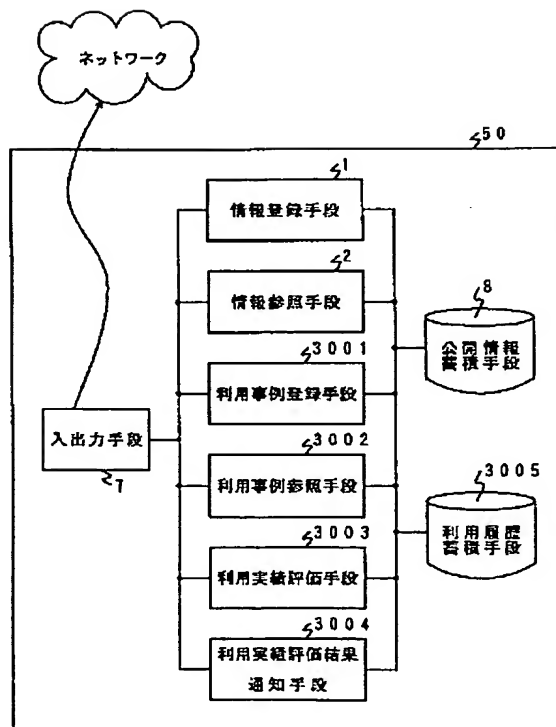 ネットワーク
50
1
情報登録手段
2
情報参照手段
8
公開情報
蓄積手段
3001
利用事例登録手段
入出力手段
7
3002
利用事例参照手段
3005
利用履歴
蓄積手段
3003
利用実績評価手段
3004
利用実績評価結果
通知手段